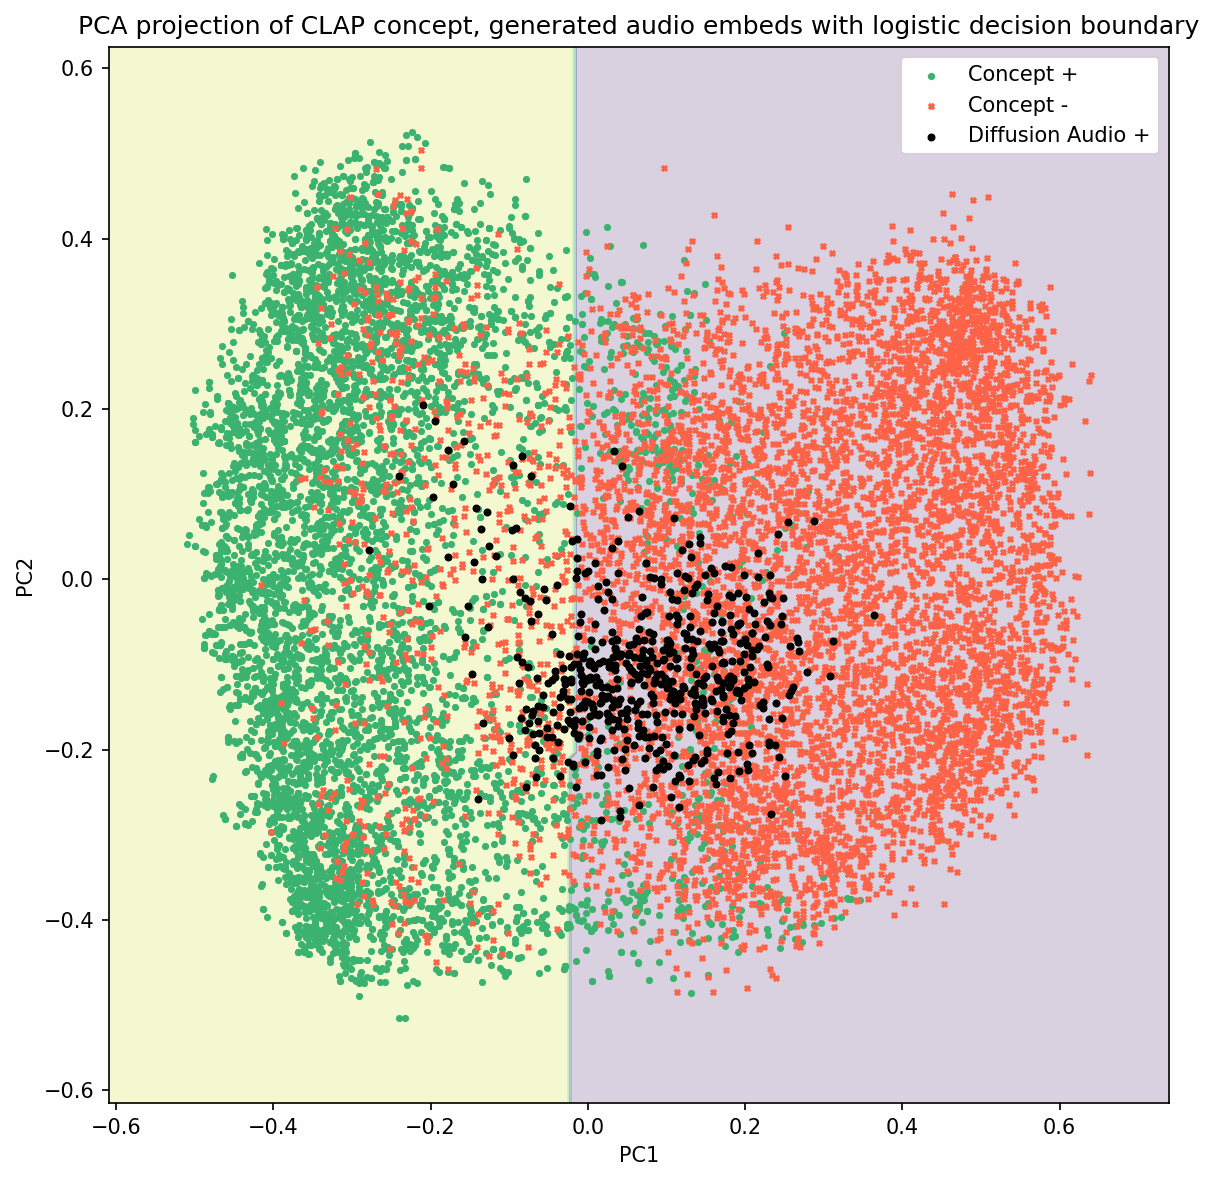 PCA projection of CLAP concept, generated audio embeds with logistic decision boundary
Concept +
Concept -
Diffusion Audio +
0.6
0.4
0.2
0.0
−0.2
−0.4
−0.6
PC2
−0.6
−0.4
−0.2
0.0
0.2
0.4
0.6
PC1